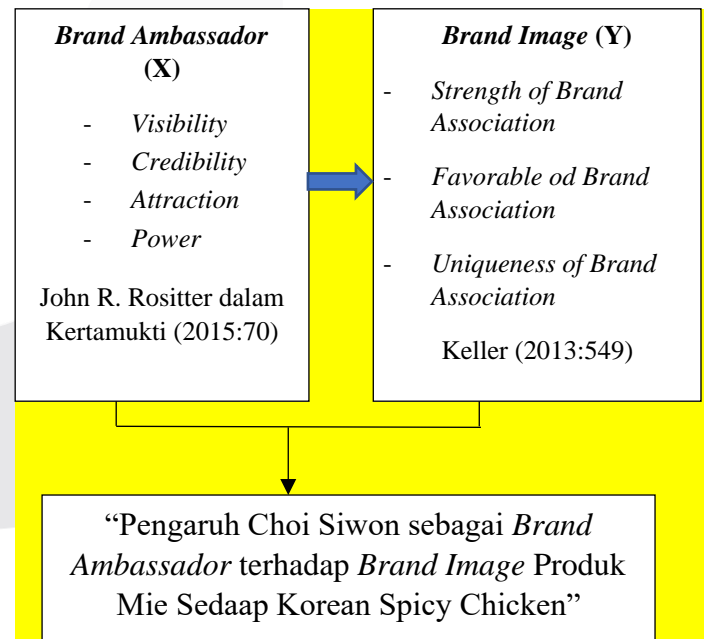 Brand Ambassador
(X)
- Visibility
- Credibility
- Attraction
- Power
John R. Rositter dalam
Kertamukti (2015:70)
Brand Image (Y)
- Strength of Brand
Association
- Favorable od Brand
Association
- Uniqueness of Brand
Association
Keller (2013:549)
“Pengaruh Choi Siwon sebagai Brand
Ambassador terhadap Brand Image Produk
Mie Sedaap Korean Spicy Chicken”